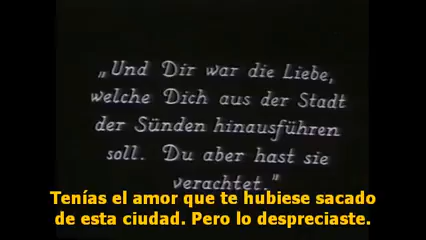 „Und Dir war die Liebe,
welche Dich aus der Stadt
der Sünden hinausführen
soll. Du aber hast sie
verachtet."
Tenías el amor que te hubiese sacado
de esta ciudad. Pero lo despreciaste.